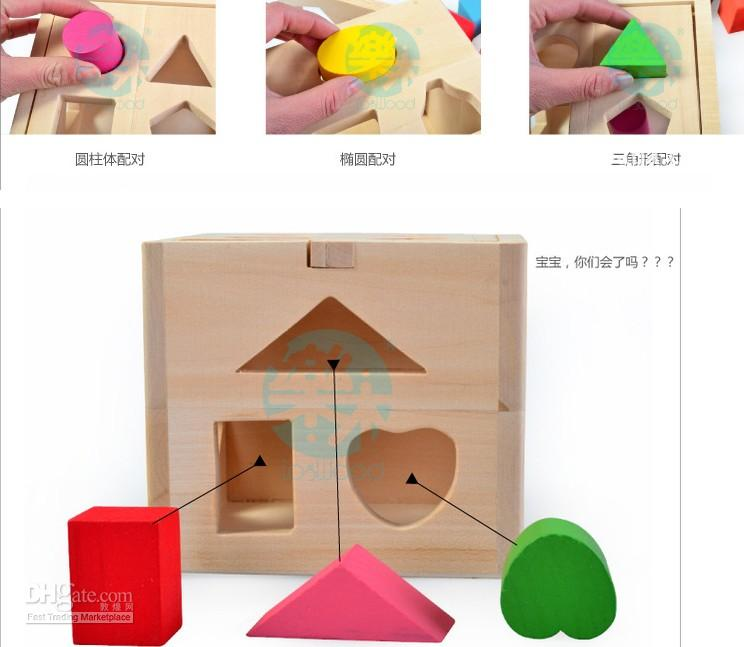 圆柱体配对
椭圆配对
三角形配对
宝宝，你们会了吗？？？
DHgate.com
敦煌网
Fast Trading Marketplace